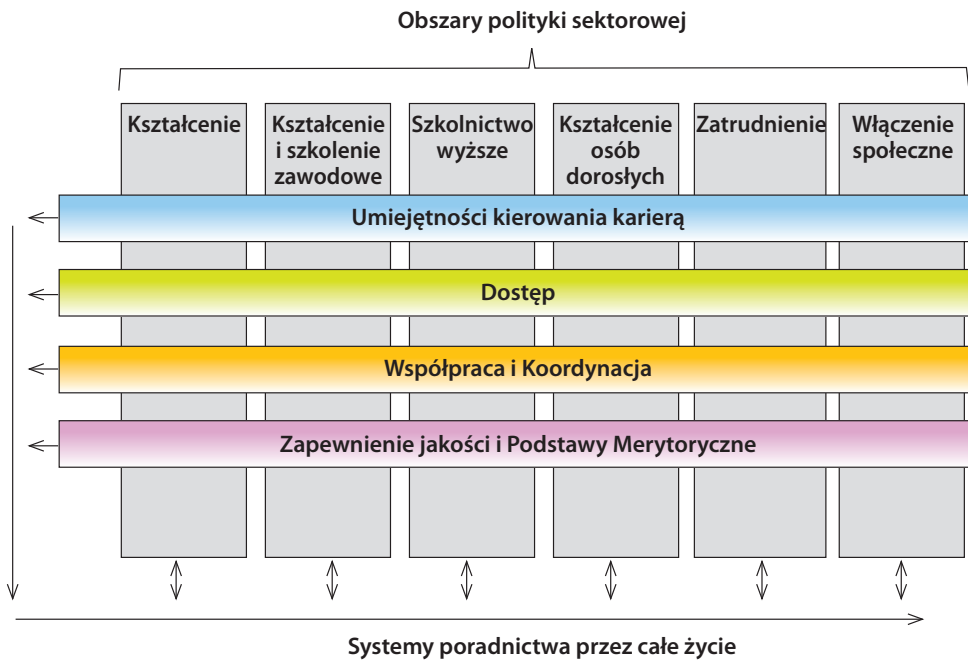 Obszary polityki sektorowej
Kształcenie
Kształcenie
i szkolenie
zawodowe
Szkolnictwo
wyższe
Kształcenie
osób
dorosłych
Zatrudnienie
Włączenie
społeczne
Umiejętności kierowania karierą
Dostęp
Współpraca i Koordynacja
Zapewnienie jakości i Podstawy Merytoryczne
Systemy poradnictwa przez całe życie